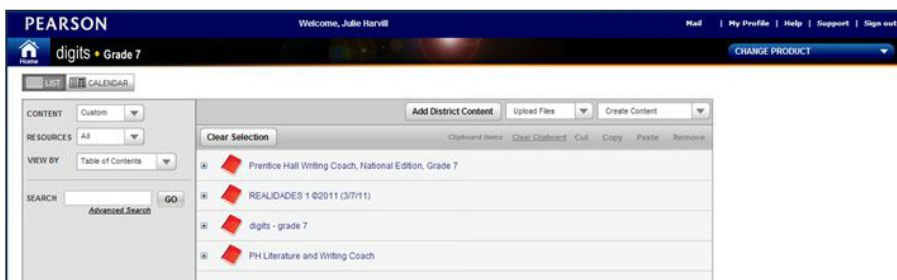 PEARSON Welcome, Julie Harvill Mail | My Profile | Help | Support | Sign out
Home digits • Grade 7 CHANGE PRODUCT
LIST CALENDAR
CONTENT Custom Add District Content Upload Files Create Content
RESOURCES All Clear Selection Clipboard Items Clear Clipboard Cut Copy Paste Remove
VIEW BY Table of Contents Prentice Hall Writing Coach, National Edition, Grade 7
SEARCH GO REALIDADES 1 ©2011 (3/7/11)
Advanced Search
digits - grade 7
PH Literature and Writing Coach